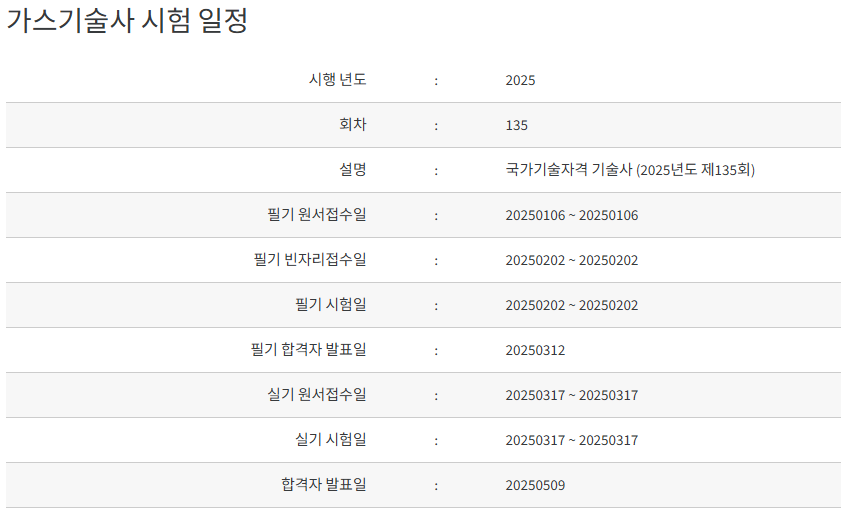 가스기술사 시험 일정
시행 년도 : 2025
회차 : 135
설명 : 국가기술자격 기술사 (2025년도 제135회)
필기 원서접수일 : 20250106 ~ 20250106
필기 빈자리접수일 : 20250202 ~ 20250202
필기 시험일 : 20250202 ~ 20250202
필기 합격자 발표일 : 20250312
실기 원서접수일 : 20250317 ~ 20250317
실기 시험일 : 20250317 ~ 20250317
합격자 발표일 : 20250509